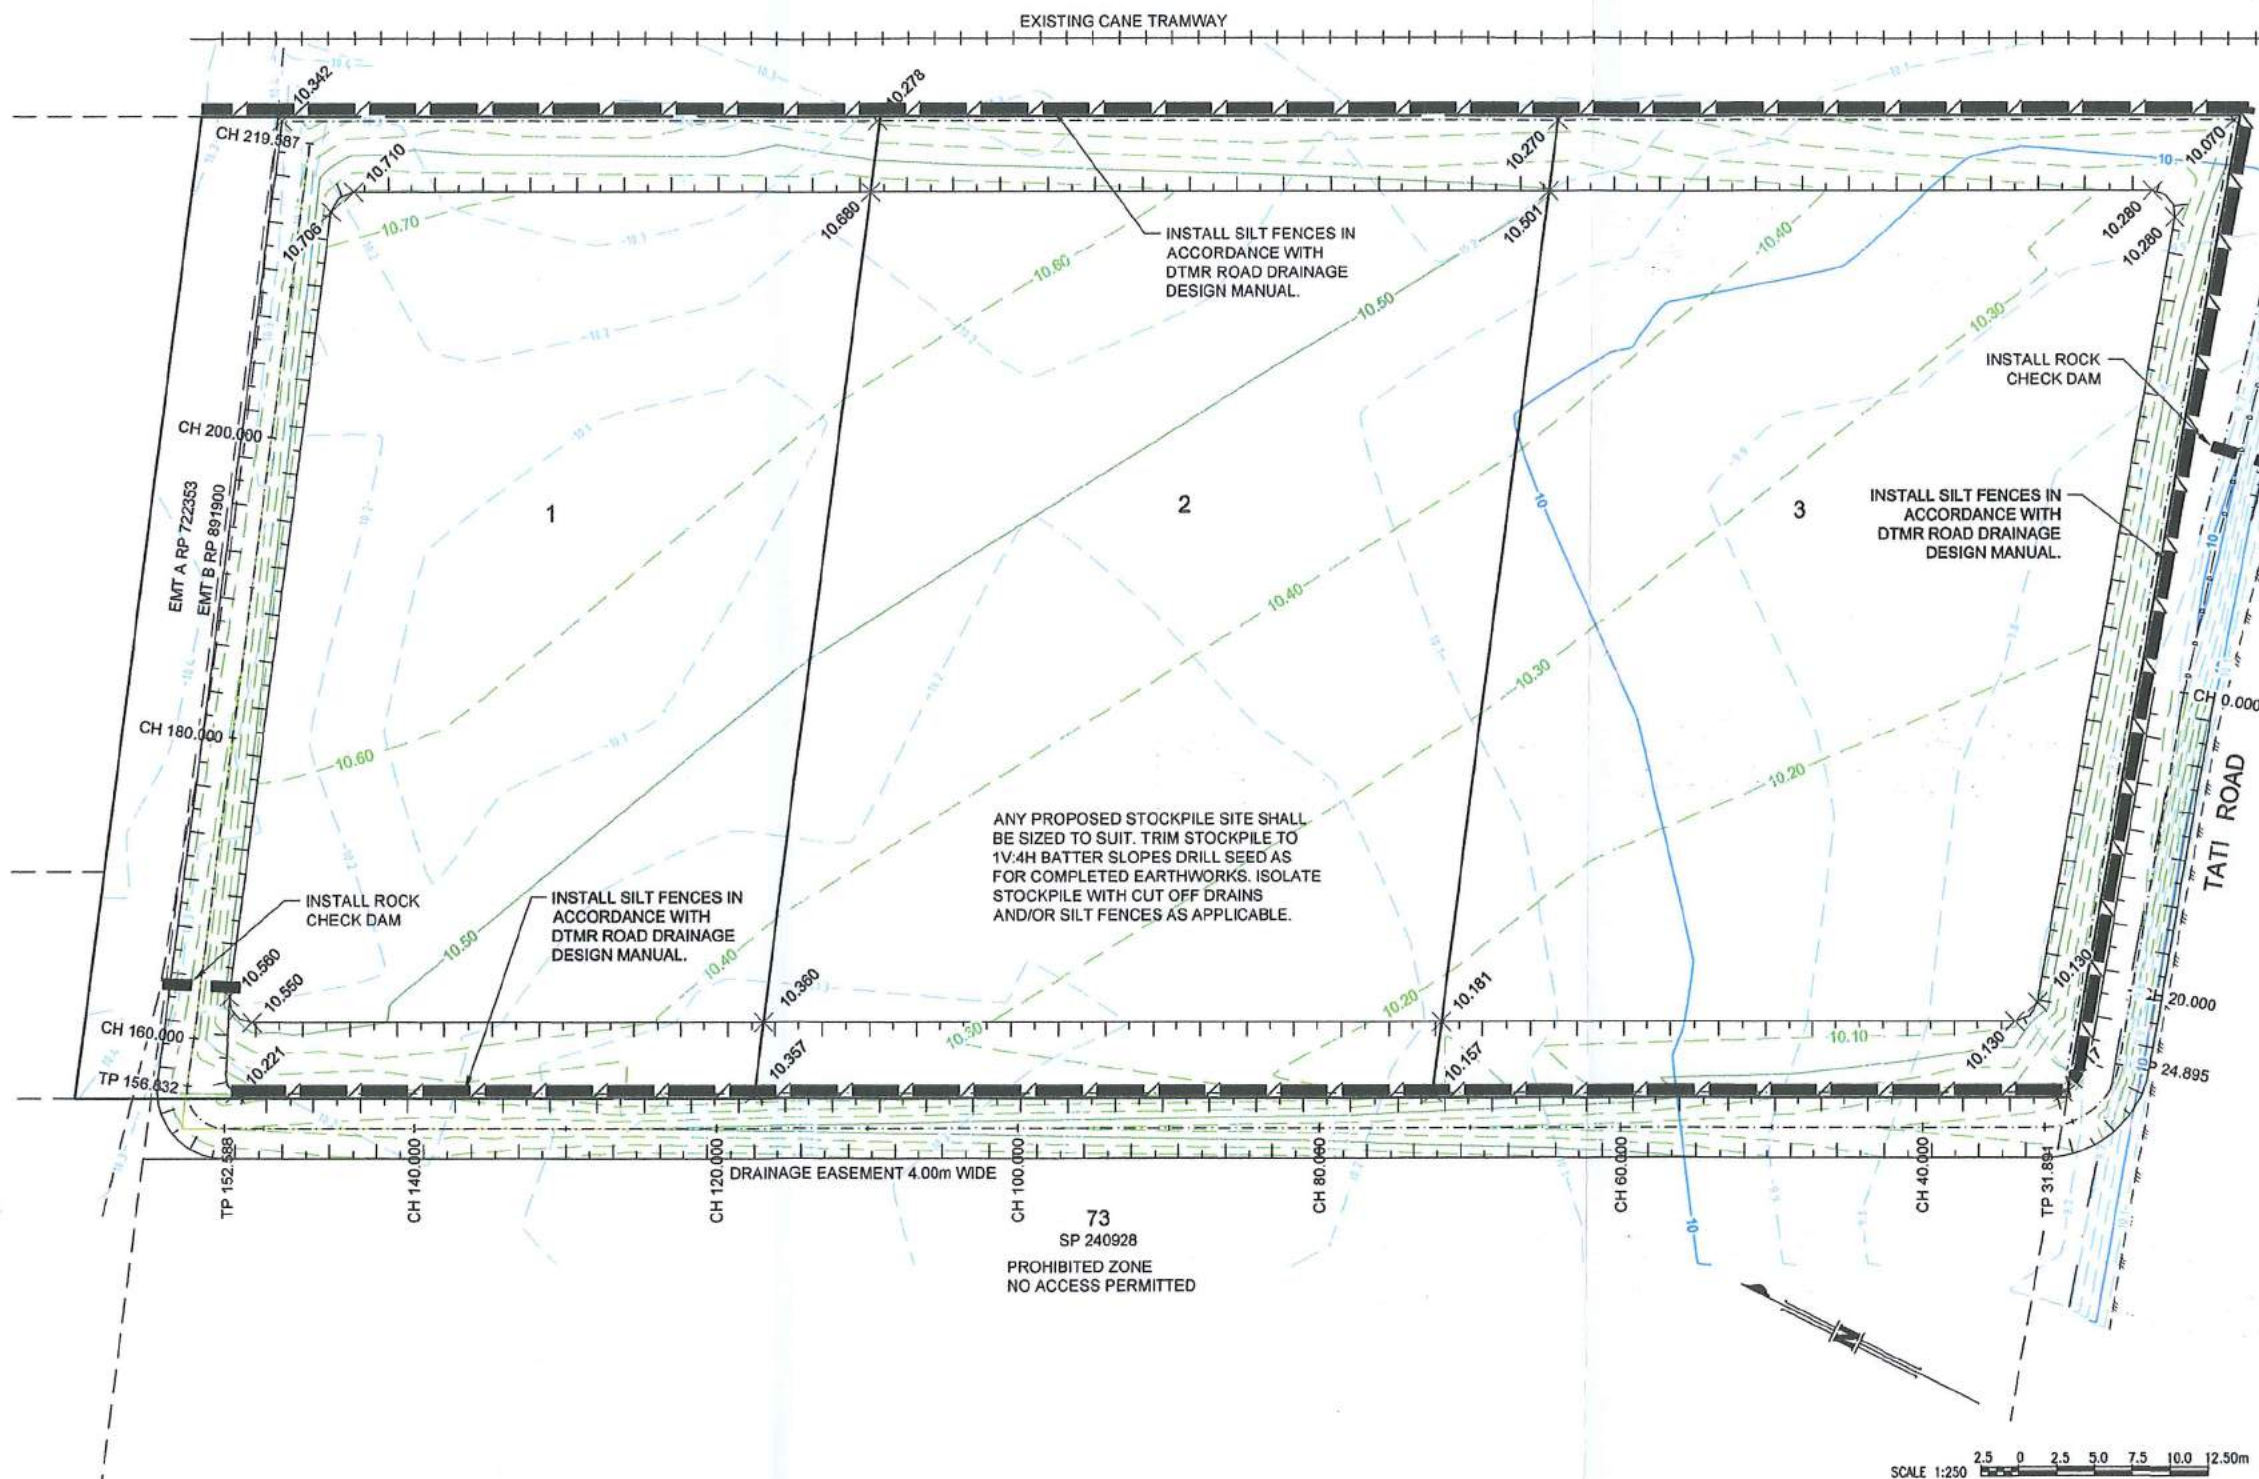 EXISTING CANE TRAMWAY
10.342
10.278
10.270
10.070
CH 219.587
10.710
10.706
10.70
10.680
10.501
10.280
10.280
INSTALL SILT FENCES IN
ACCORDANCE WITH
DTMR ROAD DRAINAGE
DESIGN MANUAL.
10.60
10.50
10.40
10.30
10
INSTALL ROCK
CHECK DAM
CH 200.000
EMT A RP 722353
EMT B RP 891900
1
2
3
10
INSTALL SILT FENCES IN
ACCORDANCE WITH
DTMR ROAD DRAINAGE
DESIGN MANUAL.
10
10.40
10.30
CH 0.000
CH 180.000
10.60
10.20
TATI ROAD
ANY PROPOSED STOCKPILE SITE SHALL
BE SIZED TO SUIT. TRIM STOCKPILE TO
1V:4H BATTER SLOPES DRILL SEED AS
FOR COMPLETED EARTHWORKS. ISOLATE
STOCKPILE WITH CUT OFF DRAINS
AND/OR SILT FENCES AS APPLICABLE.
INSTALL ROCK
CHECK DAM
INSTALL SILT FENCES IN
ACCORDANCE WITH
DTMR ROAD DRAINAGE
DESIGN MANUAL.
10.50
10.40
10.560
10.550
10.360
10.181
10.20
10.130
20.000
CH 160.000
10.30
10.10
10.130
10.221
10.357
10.157
17
TP 156.832
24.895
TP 152.588
CH 140.000
CH 120.000
CH 100.000
CH 80.000
CH 60.000
CH 40.000
TP 31.891
DRAINAGE EASEMENT 4.00m WIDE
73
SP 240928
10
PROHIBITED ZONE
NO ACCESS PERMITTED
N
SCALE 1:250
2.5 0 2.5 5.0 7.5 10.0 12.50m